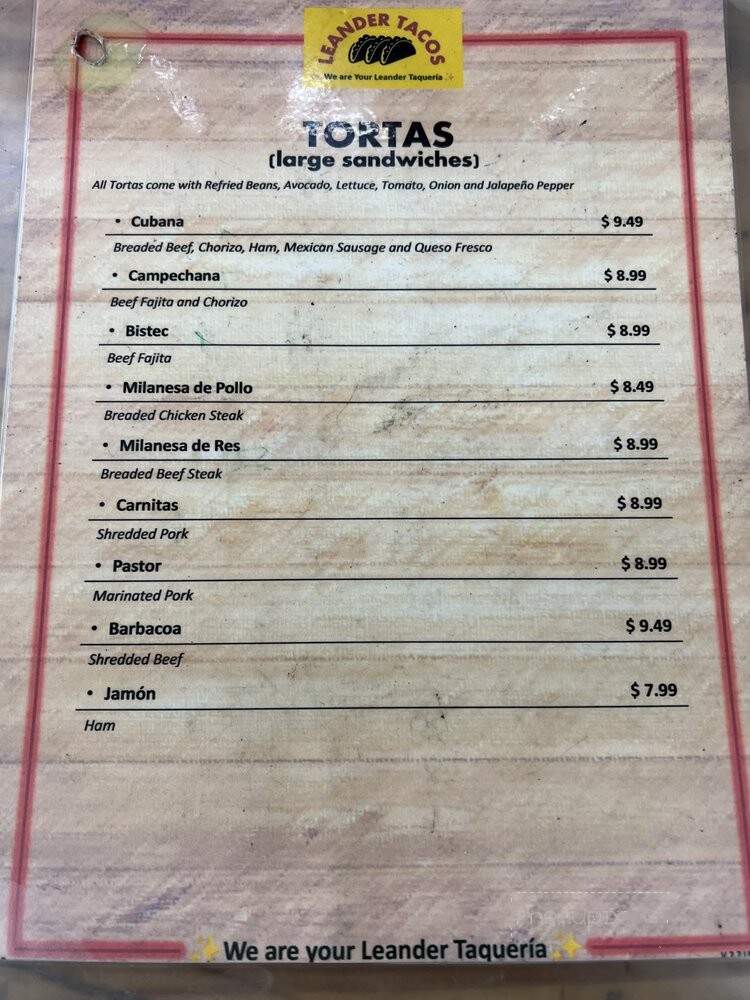 LEANDER TACOS
We are Your Leander Taquería
TORTAS
(large sandwiches)
All Tortas come with Refried Beans, Avocado, Lettuce, Tomato, Onion and Jalapeño Pepper
• Cubana $ 9.49
Breaded Beef, Chorizo, Ham, Mexican Sausage and Queso Fresco
• Campechana $ 8.99
Beef Fajita and Chorizo
• Bistec $ 8.99
Beef Fajita
• Milanesa de Pollo $ 8.49
Breaded Chicken Steak
• Milanesa de Res $ 8.99
Breaded Beef Steak
• Carnitas $ 8.99
Shredded Pork
• Pastor $ 8.99
Marinated Pork
• Barbacoa $ 9.49
Shredded Beef
• Jamón $ 7.99
Ham
✨ We are your Leander Taquería ✨